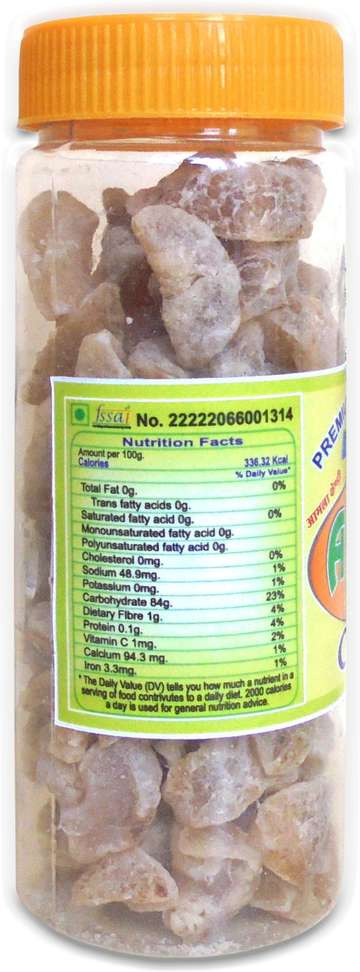 fssai No. 22222066001314
Nutrition Facts
Amount per 100g.
Calories 336.32 Kcal
% Daily Value*
Total Fat 0g. 0%
Trans fatty acids 0g.
Saturated fatty acid 0g. 0%
Monounsaturated fatty acid 0g.
Polyunsaturated fatty acid 0g.
Cholesterol 0mg. 0%
Sodium 48.9mg. 1%
Potassium 0mg. 1%
Carbohydrate 84g. 23%
Dietary Fibre 1g. 4%
Protein 0.1g. 4%
Vitamin C 1mg. 2%
Calcium 94.3 mg. 1%
Iron 3.3mg. 1%
* The Daily Value (DV) tells you how much a nutrient in a
serving of food contrivutes to a daily diet. 2000 calories
a day is used for general nutrition advice.
PREMI
आमला कैन्डी